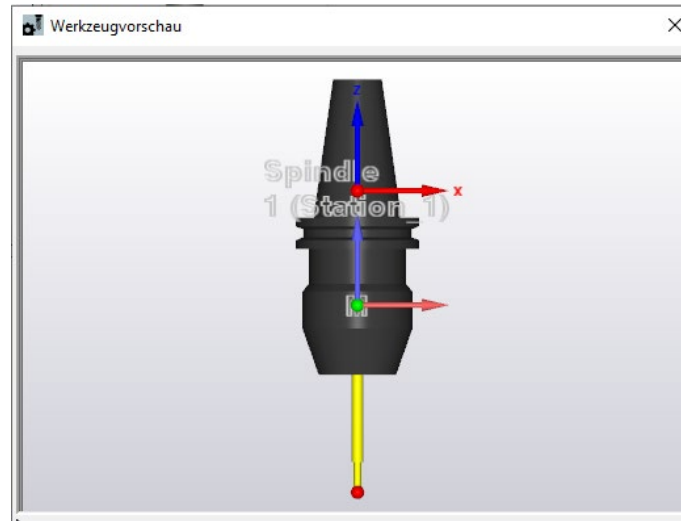 Werkzeugvorschau
Z
Spindle
X
1 (Station_1)
M